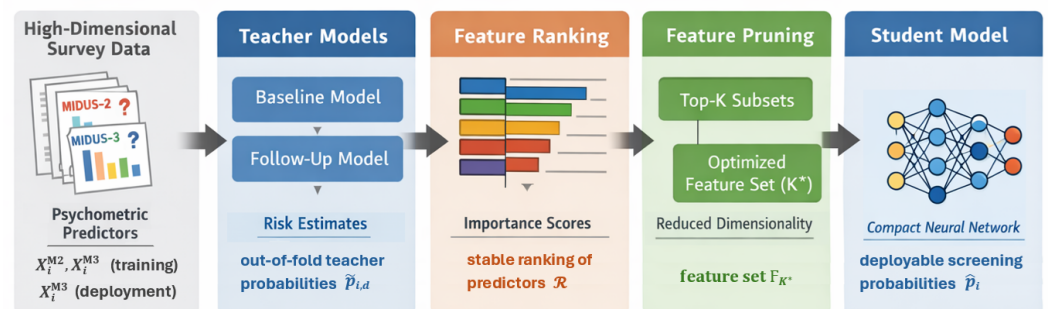 High-Dimensional
Survey Data
MIDUS-2 ?
MIDUS-3 ?
Psychometric
Predictors
X_i^{M2}, X_i^{M3} (training)
X_i^{M3} (deployment)
Teacher Models
Baseline Model
Follow-Up Model
Risk Estimates
out-of-fold teacher
probabilities p̃_{i,d}
Feature Ranking
Importance Scores
stable ranking of
predictors 𝓡
Feature Pruning
Top-K Subsets
Optimized
Feature Set (K*)
Reduced Dimensionality
feature set F_{K*}
Student Model
Compact Neural Network
deployable screening
probabilities p̂_i